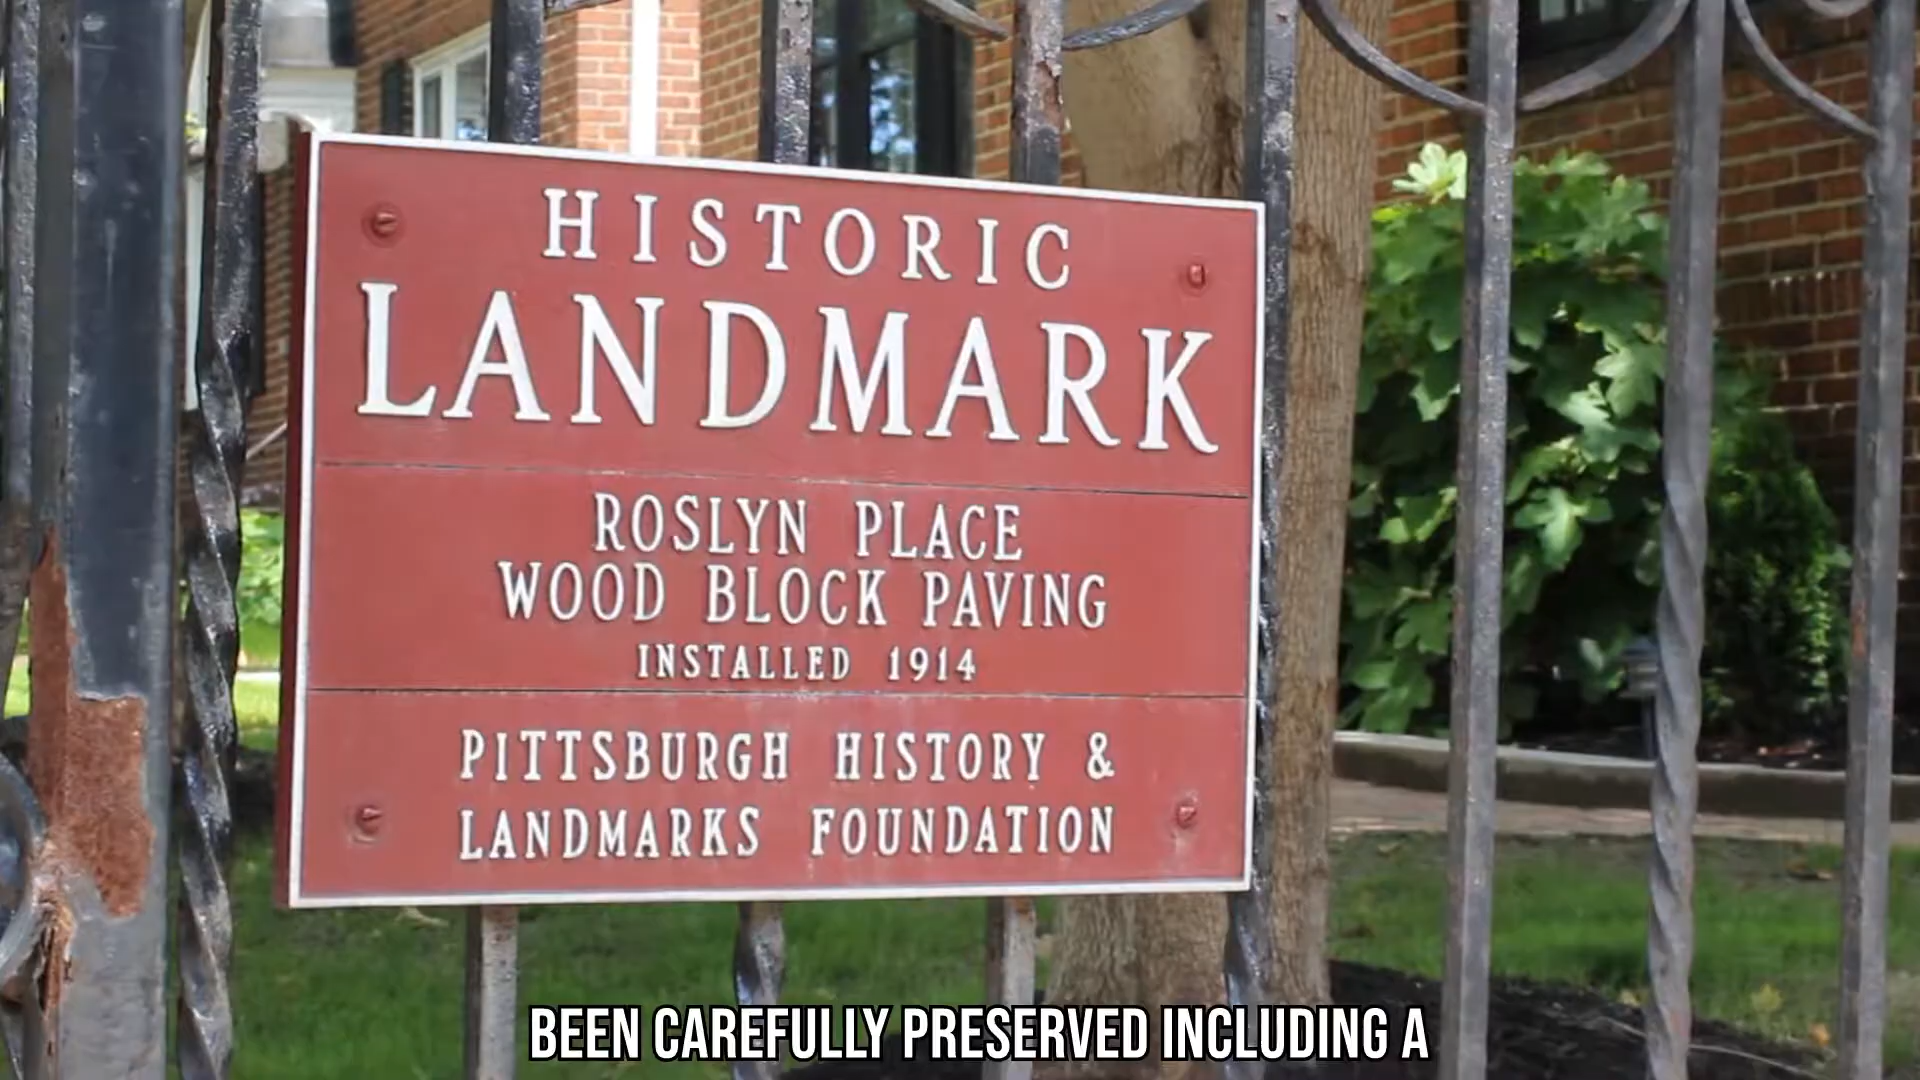 HISTORIC
LANDMARK
ROSLYN PLACE
WOOD BLOCK PAVING
INSTALLED 1914
PITTSBURGH HISTORY &
LANDMARKS FOUNDATION
BEEN CAREFULLY PRESERVED INCLUDING A